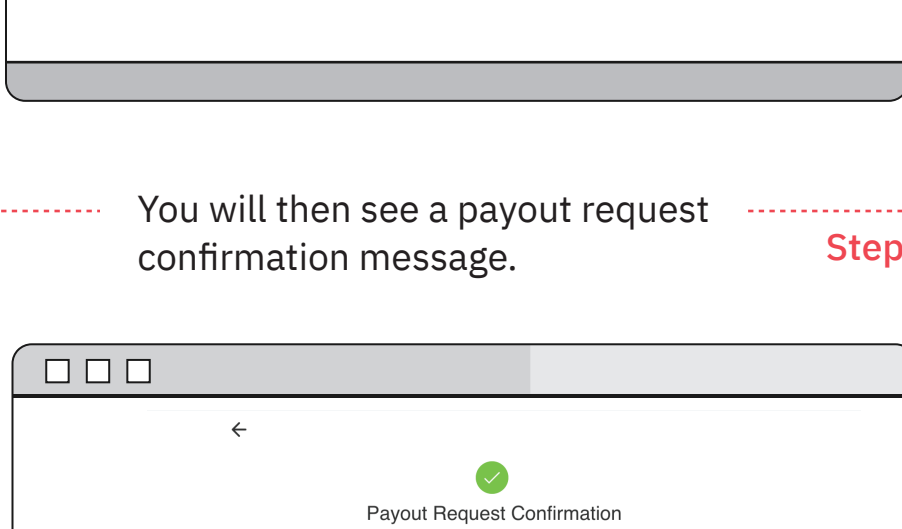 You will then see a payout request
confirmation message.
Step
Payout Request Confirmation